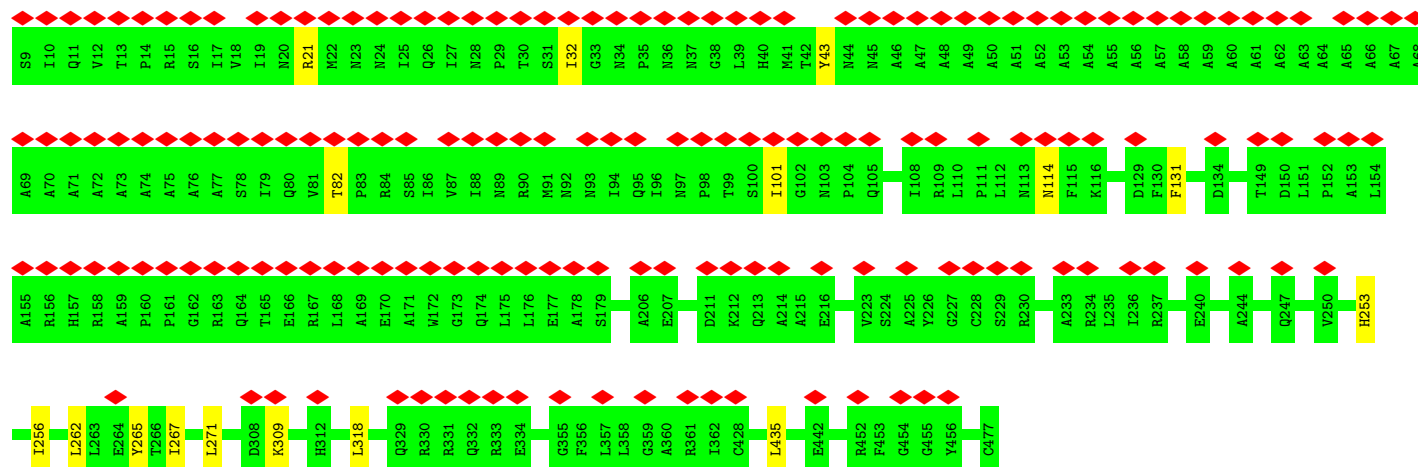 S9 I10 Q11 V12 T13 P14 R15 S16 I17 V18 I19 N20 R21 M22 N23 N24 I25 Q26 I27 N28 P29 T30 S31 I32 G33 N34 P35 N36 N37 G38 L39 H40 M41 T42 Y43 N44 N45 A46 A47 A48 A49 A50 A51 A52 A53 A54 A55 A56 A57 A58 A59 A60 A61 A62 A63 A64 A65 A66 A67 A68
A69 A70 A71 A72 A73 A74 A75 A76 A77 S78 I79 Q80 V81 T82 P83 R84 S85 I86 V87 I88 N89 R90 M91 N92 N93 I94 Q95 I96 N97 P98 T99 S100 I101 G102 N103 P104 Q105 I108 R109 L110 P111 L112 N113 N114 F115 K116 D129 F130 F131 D134 T149 D150 L151 P152 A153 L154
A155 R156 H157 R158 A159 P160 P161 G162 R163 Q164 T165 E166 R167 L168 A169 E170 A171 W172 G173 Q174 L175 L176 E177 A178 S179 A206 E207 D211 K212 Q213 A214 A215 E216 V223 S224 A225 Y226 G227 C228 S229 R230 A233 R234 L235 I236 R237 E240 A244 Q247 V250 H253
I256 L262 L263 E264 Y265 T266 I267 L271 D308 K309 H312 L318 Q329 R330 R331 Q332 R333 E334 G355 F356 L357 L358 G359 A360 R361 I362 C428 L435 E442 R452 F453 G454 G455 Y456 C477